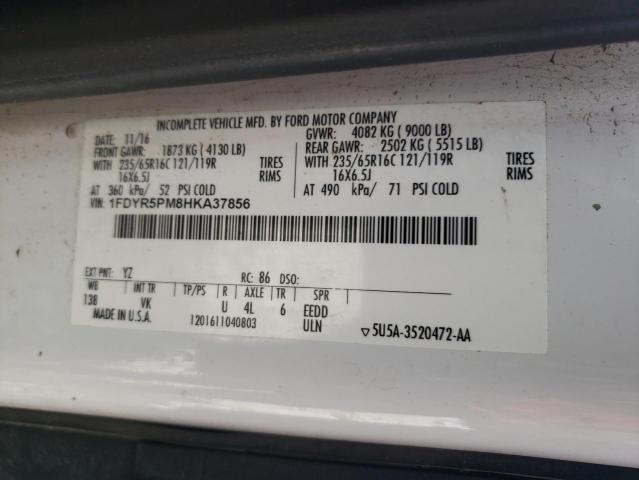 INCOMPLETE VEHICLE MFD. BY FORD MOTOR COMPANY
DATE: 11/16 GVWR: 4082 KG ( 9000 LB)
FRONT GAWR: 1873 KG ( 4130 LB) REAR GAWR: 2502 KG ( 5515 LB)
WITH 235/65R16C 121/119R TIRES WITH 235/65R16C 121/119R TIRES
16X6.5J RIMS 16X6.5J RIMS
AT 360 kPa/ 52 PSI COLD AT 490 kPa/ 71 PSI COLD
VIN: 1FDYR5PM8HKA37856
EXT PNT: YZ RC: 86 DSO:
WB INT TR TP/PS R AXLE TR SPR
138 VK U 4L 6 EEDD
MADE IN U.S.A. 1201611040803 ULN ▽5U5A-3520472-AA